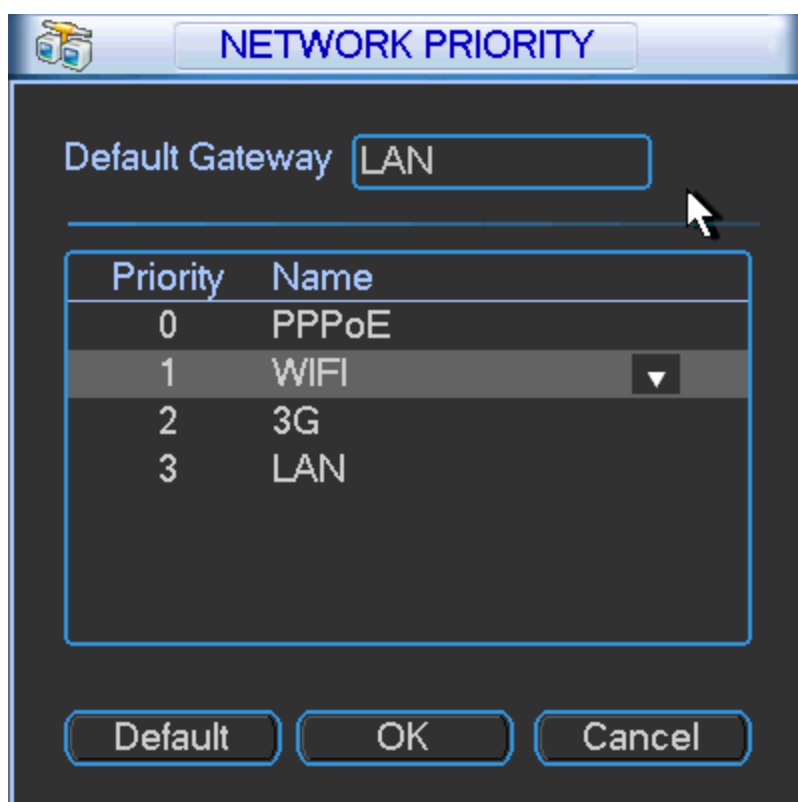 NETWORK PRIORITY
Default Gateway LAN
Priority Name
0 PPPoE
1 WIFI
2 3G
3 LAN
Default OK Cancel